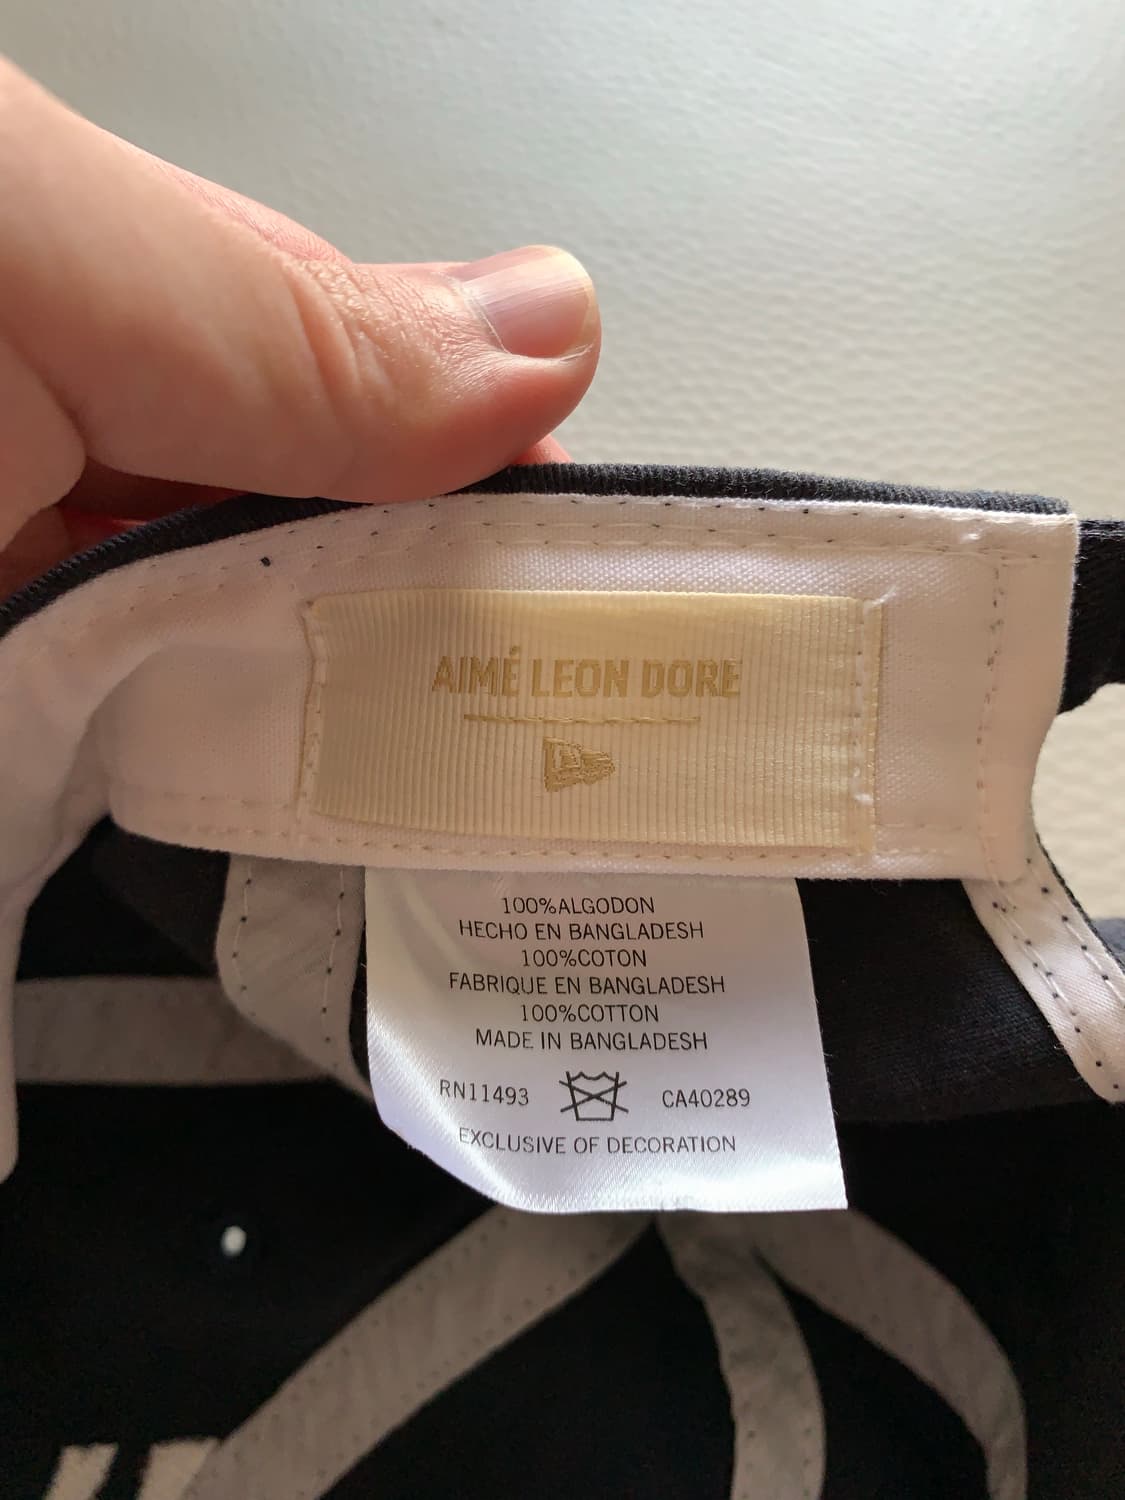 AIMÉ LEON DORE
NE
100%ALGODON
HECHO EN BANGLADESH
100%COTON
FABRIQUE EN BANGLADESH
100%COTTON
MADE IN BANGLADESH
RN11493 CA40289
EXCLUSIVE OF DECORATION